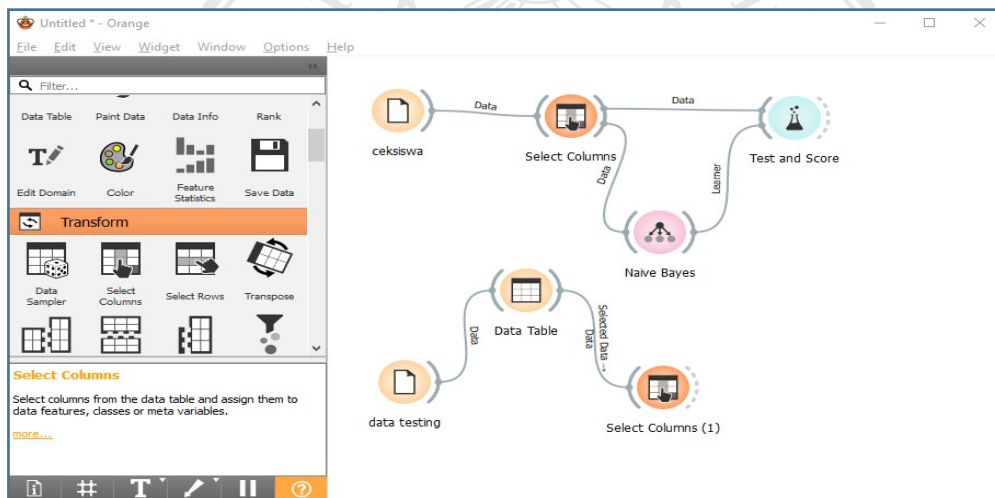 Untitled * - Orange
File Edit View Widget Window Options Help
Filter...
Data Table Paint Data Data Info Rank
Edit Domain Color Feature Statistics Save Data
Transform
Data Sampler Select Columns Select Rows Transpose
Select Columns
Select columns from the data table and assign them to
data features, classes or meta variables.
more...
ceksiswa
Data
Select Columns
Data
Test and Score
Data
Learner
Naive Bayes
Data Table
Data
Selected Data → Data
data testing
Select Columns (1)